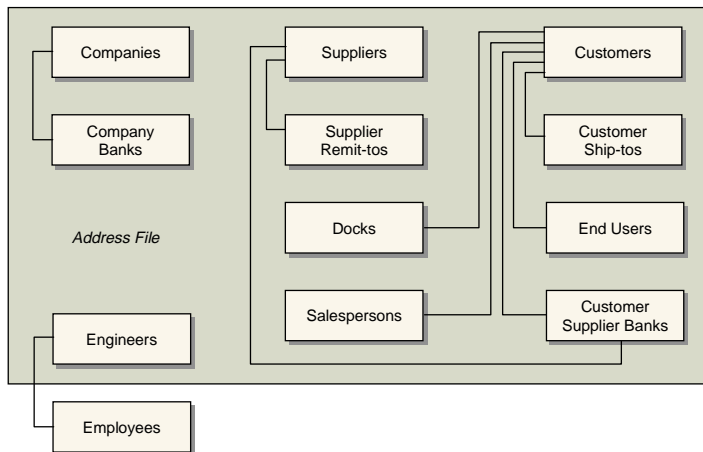 Companies
Suppliers
Customers
Company
Banks
Supplier
Remit-tos
Customer
Ship-tos
Address File
Docks
End Users
Engineers
Salespersons
Customer
Supplier Banks
Employees